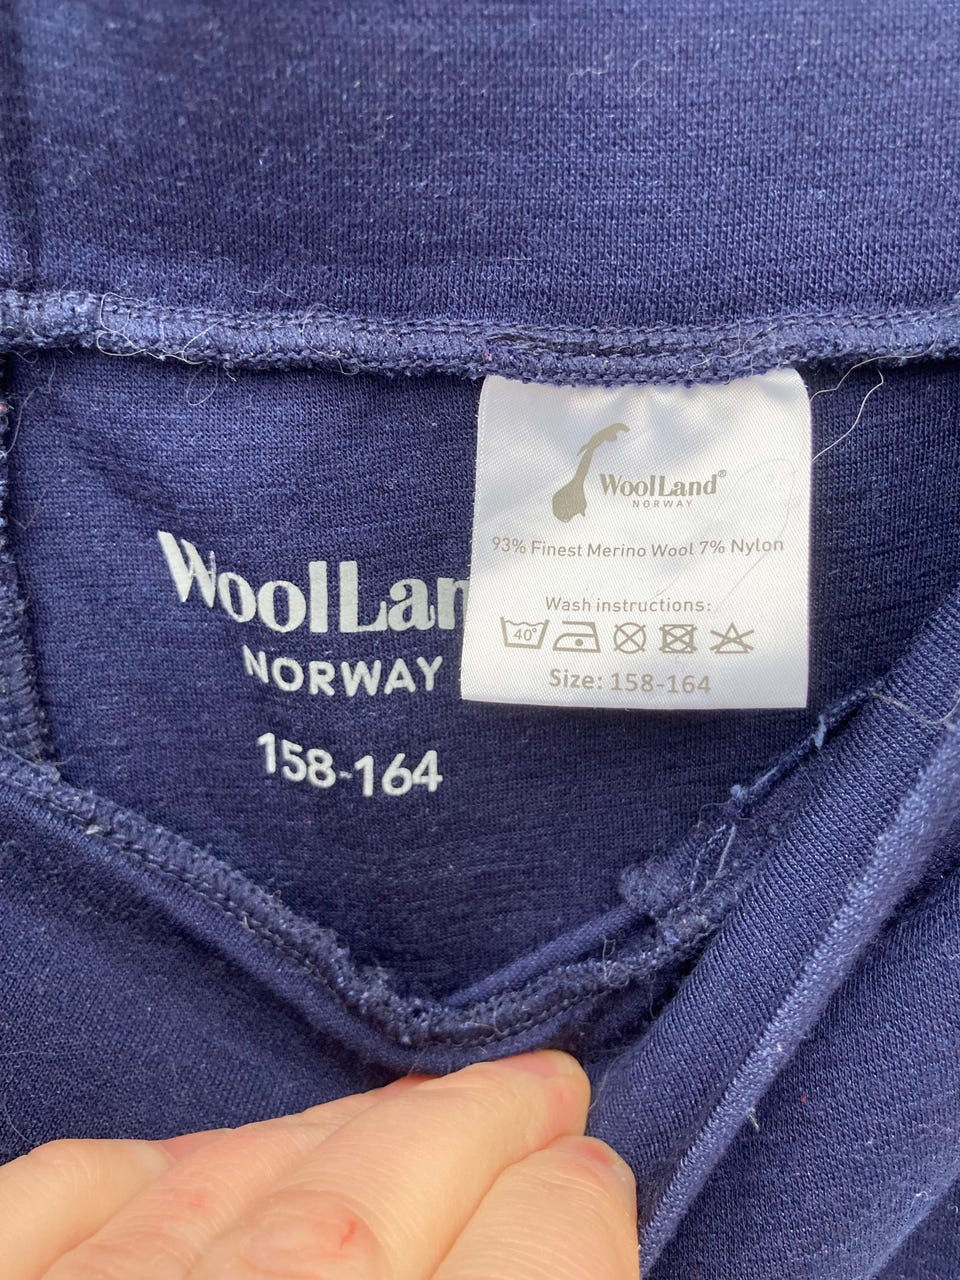 WoolLand®
NORWAY
93% Finest Merino Wool 7% Nylon
Wash instructions:
40°
Size: 158-164
WoolLan
NORWAY
158-164